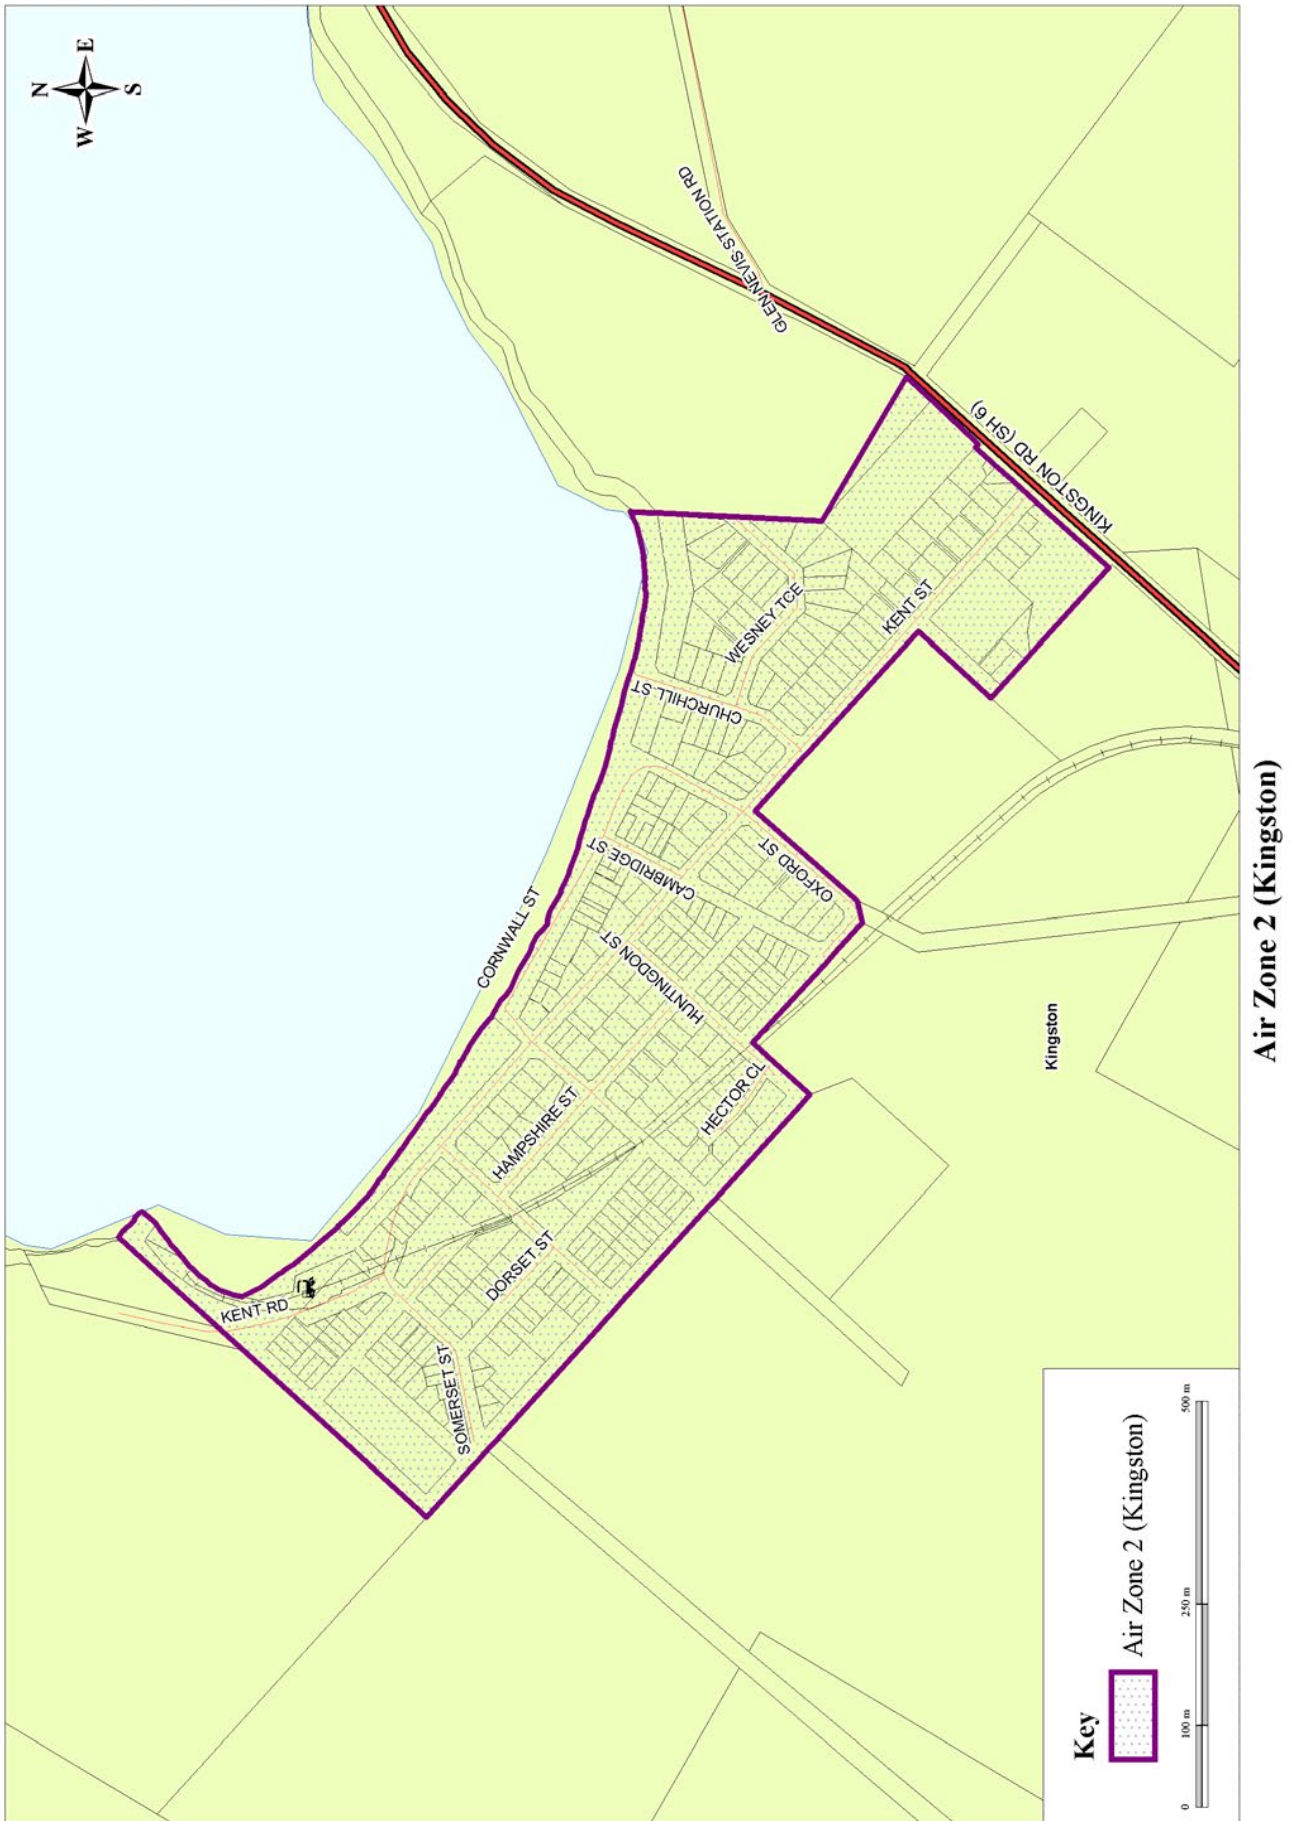 N
W
E
S
GLEN NEVIS STATION RD
KINGSTON RD (SH 6)
WESNEY TCE
KENT ST
CHURCHILL ST
OXFORD ST
CAMBRIDGE ST
CORNWALL ST
HUNTINGDON ST
HAMPSHIRE ST
HECTOR CL
DORSET ST
KENT RD
SOMERSET ST
Kingston
Key
Air Zone 2 (Kingston)
0
100 m
250 m
500 m
Air Zone 2 (Kingston)